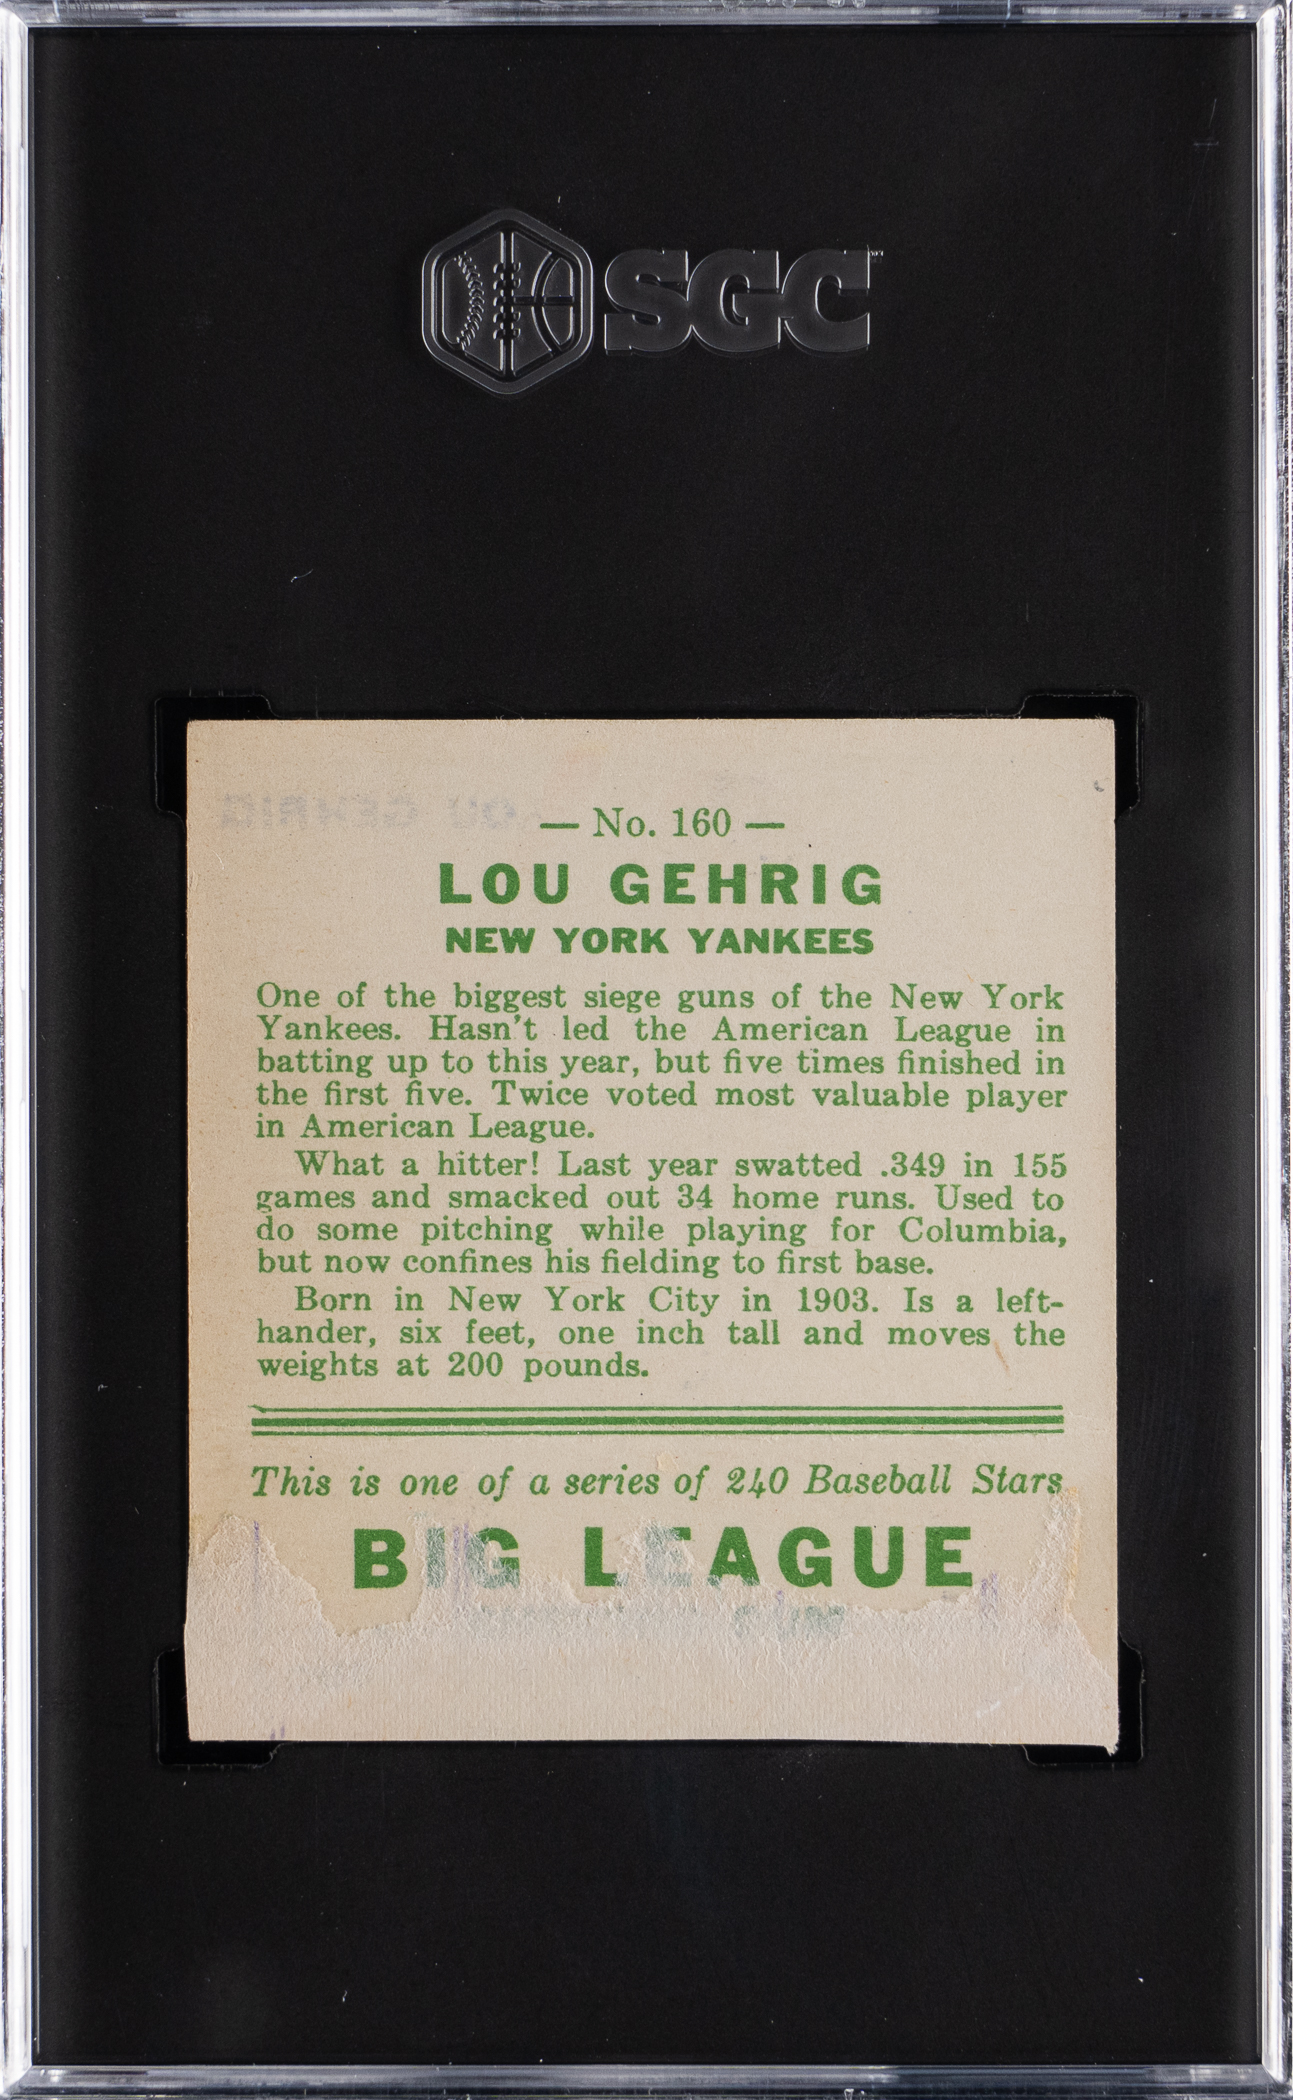 SGC
— No. 160 —
LOU GEHRIG
NEW YORK YANKEES
One of the biggest siege guns of the New York
Yankees. Hasn't led the American League in
batting up to this year, but five times finished in
the first five. Twice voted most valuable player
in American League.
What a hitter! Last year swatted .349 in 155
games and smacked out 34 home runs. Used to
do some pitching while playing for Columbia,
but now confines his fielding to first base.
Born in New York City in 1903. Is a left-
hander, six feet, one inch tall and moves the
weights at 200 pounds.
This is one of a series of 240 Baseball Stars
BIG LEAGUE